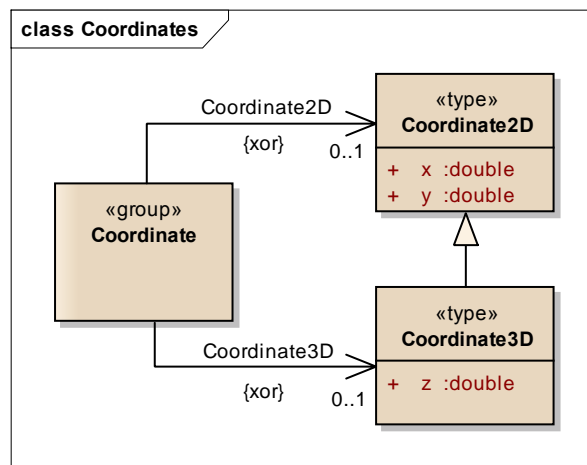 class Coordinates
«type»
Coordinate2D
+ x :double
+ y :double
Coordinate2D
{xor}
0..1
«group»
Coordinate
«type»
Coordinate3D
+ z :double
Coordinate3D
{xor}
0..1